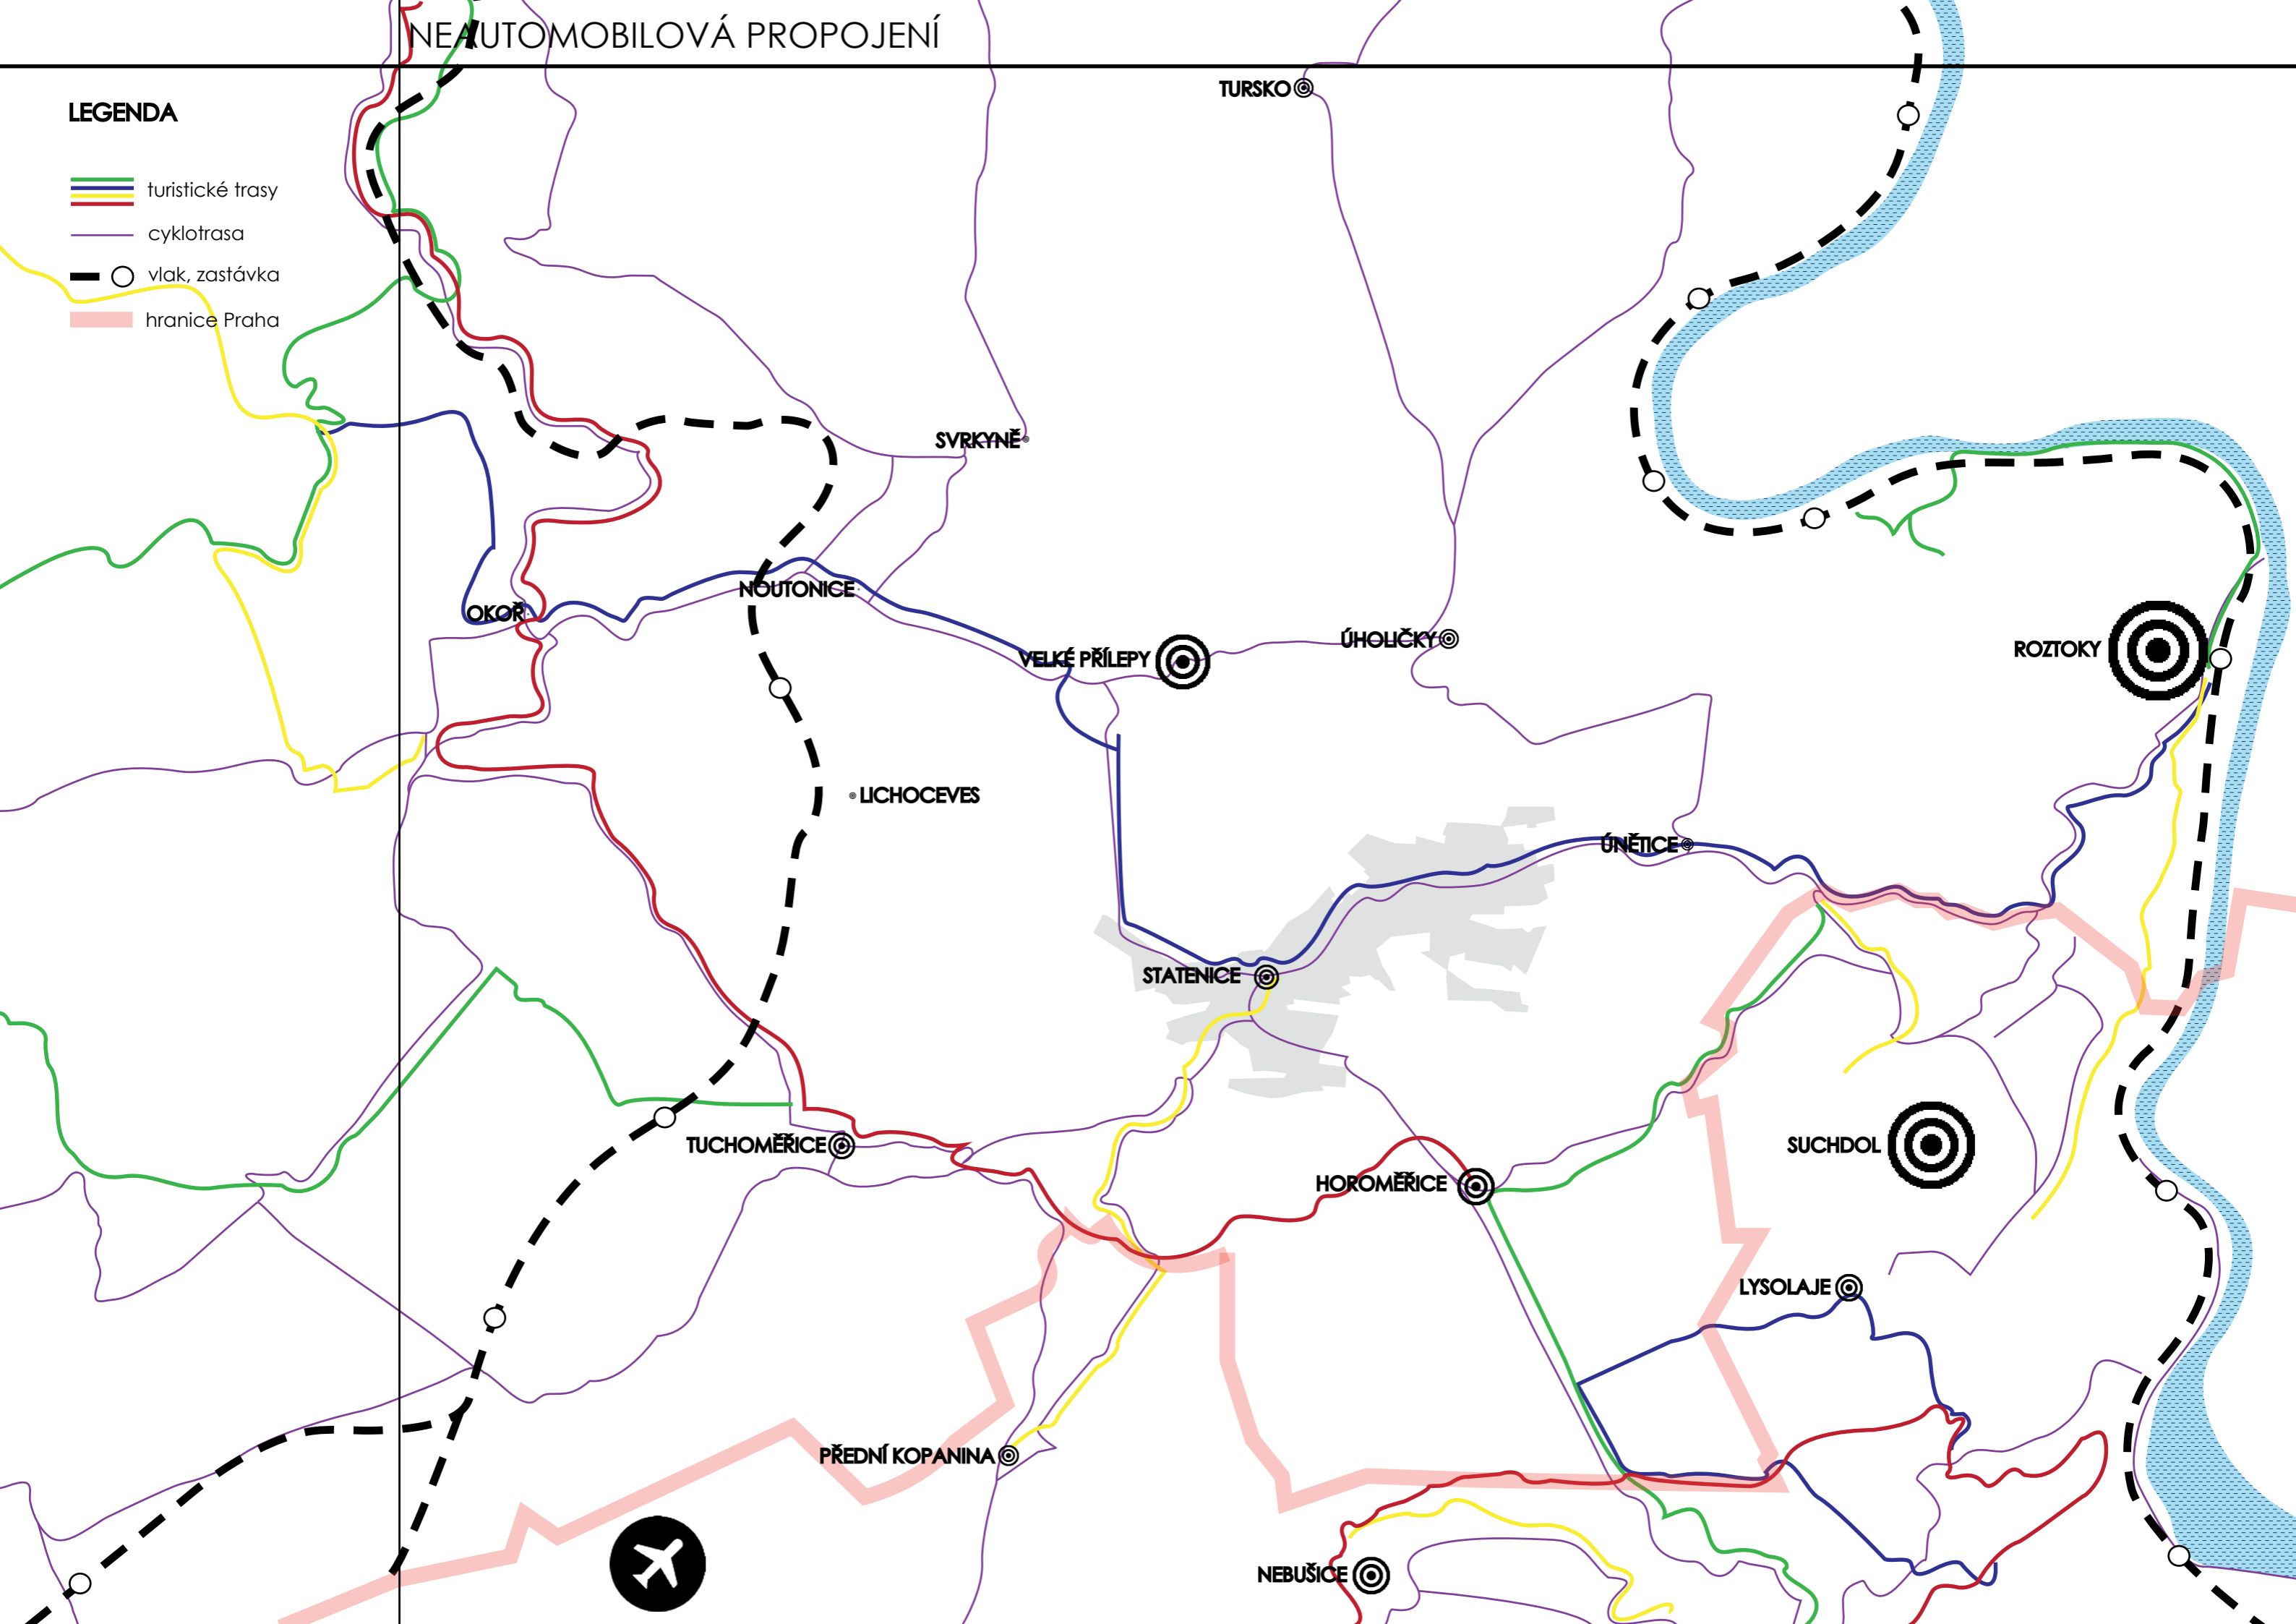 NEAUTOMOBILOVÁ PROPOJENÍ
LEGENDA
turistické trasy
cyklotrasa
vlak, zastávka
hranice Praha
TURSKO
SVRKYNĚ
NOUTONICE
OKOŘ
VELKÉ PŘÍLEPY
ÚHOLIČKY
ROZTOKY
LICHOCEVES
ÚNĚTICE
STATENICE
TUCHOMĚŘICE
HOROMĚŘICE
SUCHDOL
LYSOLAJE
PŘEDNÍ KOPANINA
NEBUŠICE